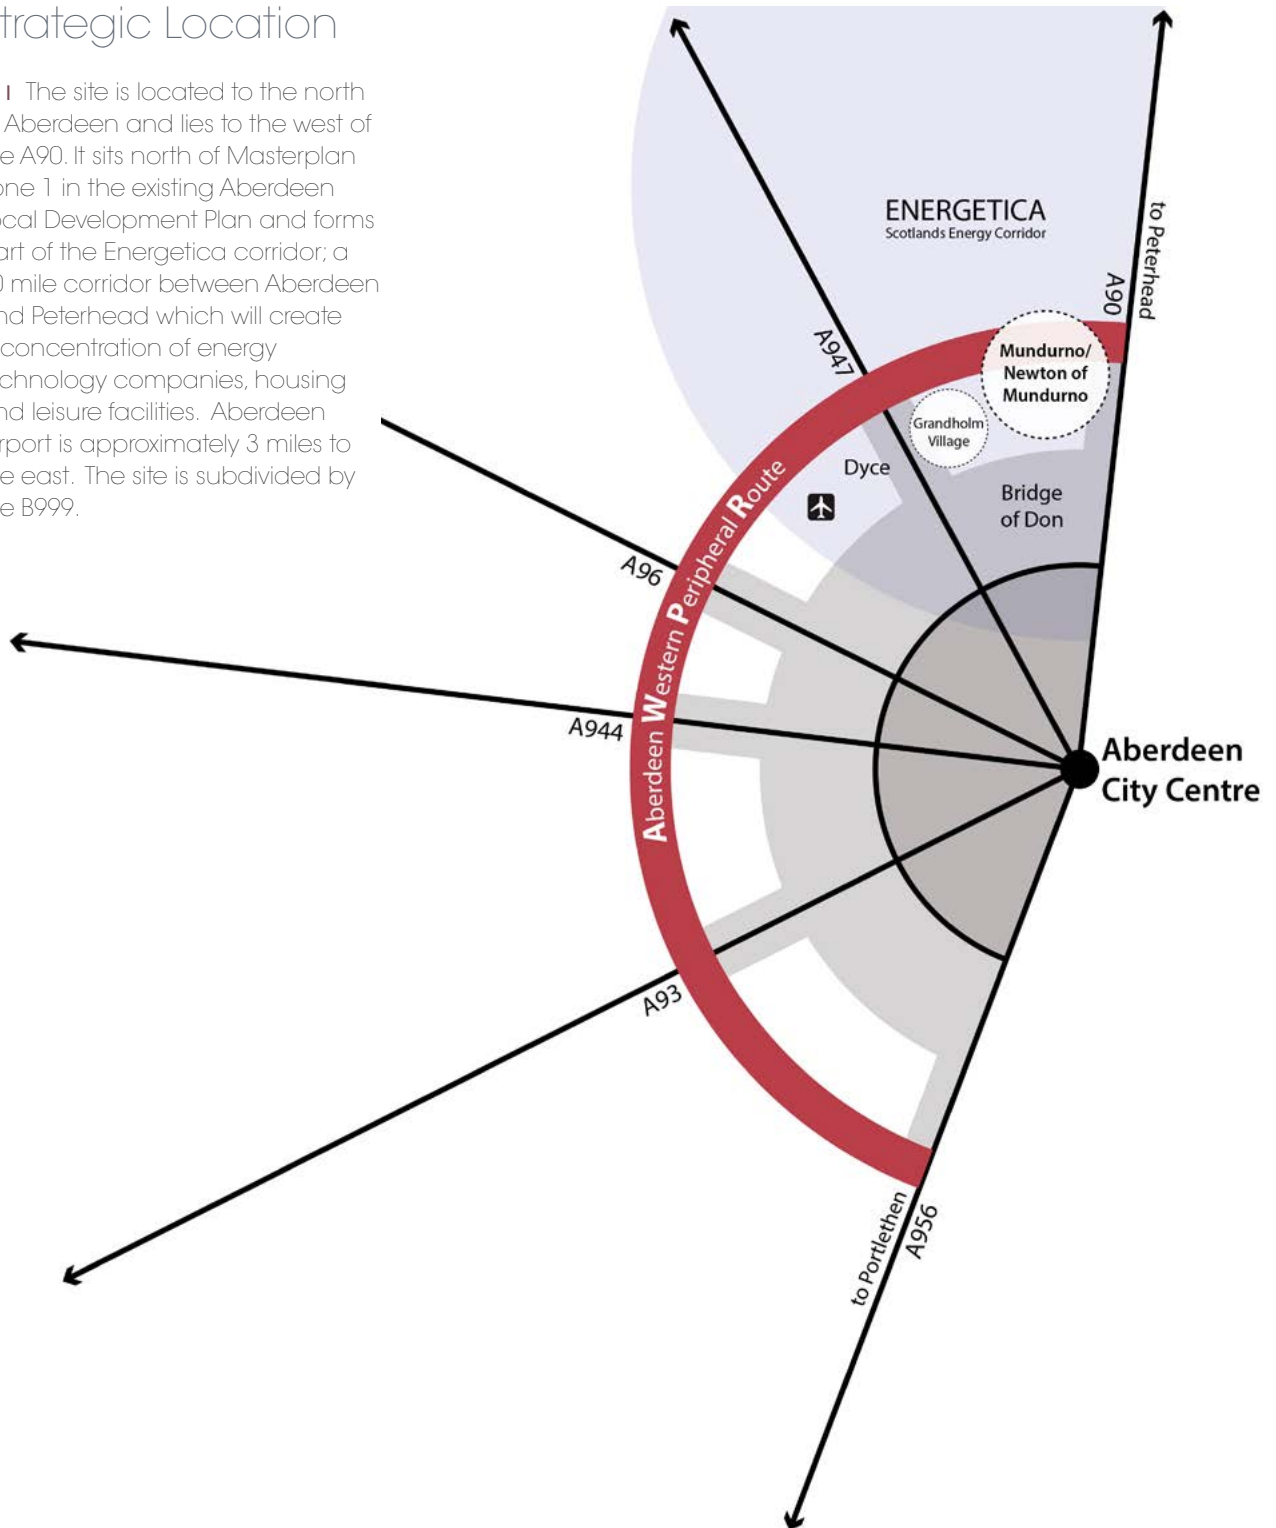 trategic Location
1 The site is located to the north
Aberdeen and lies to the west of
e A90. It sits north of Masterplan
one 1 in the existing Aberdeen
ocal Development Plan and forms
art of the Energetica corridor; a
0 mile corridor between Aberdeen
nd Peterhead which will create
concentration of energy
chnology companies, housing
nd leisure facilities. Aberdeen
irport is approximately 3 miles to
e east. The site is subdivided by
e B999.
ENERGETICA
Scotlands Energy Corridor
to Peterhead
A90
A947
Mundurno/
Newton of
Mundurno
Grandholm
Village
Dyce
Bridge
of Don
A96
Aberdeen Western Peripheral Route
A944
Aberdeen
City Centre
A93
to Portlethen
A956